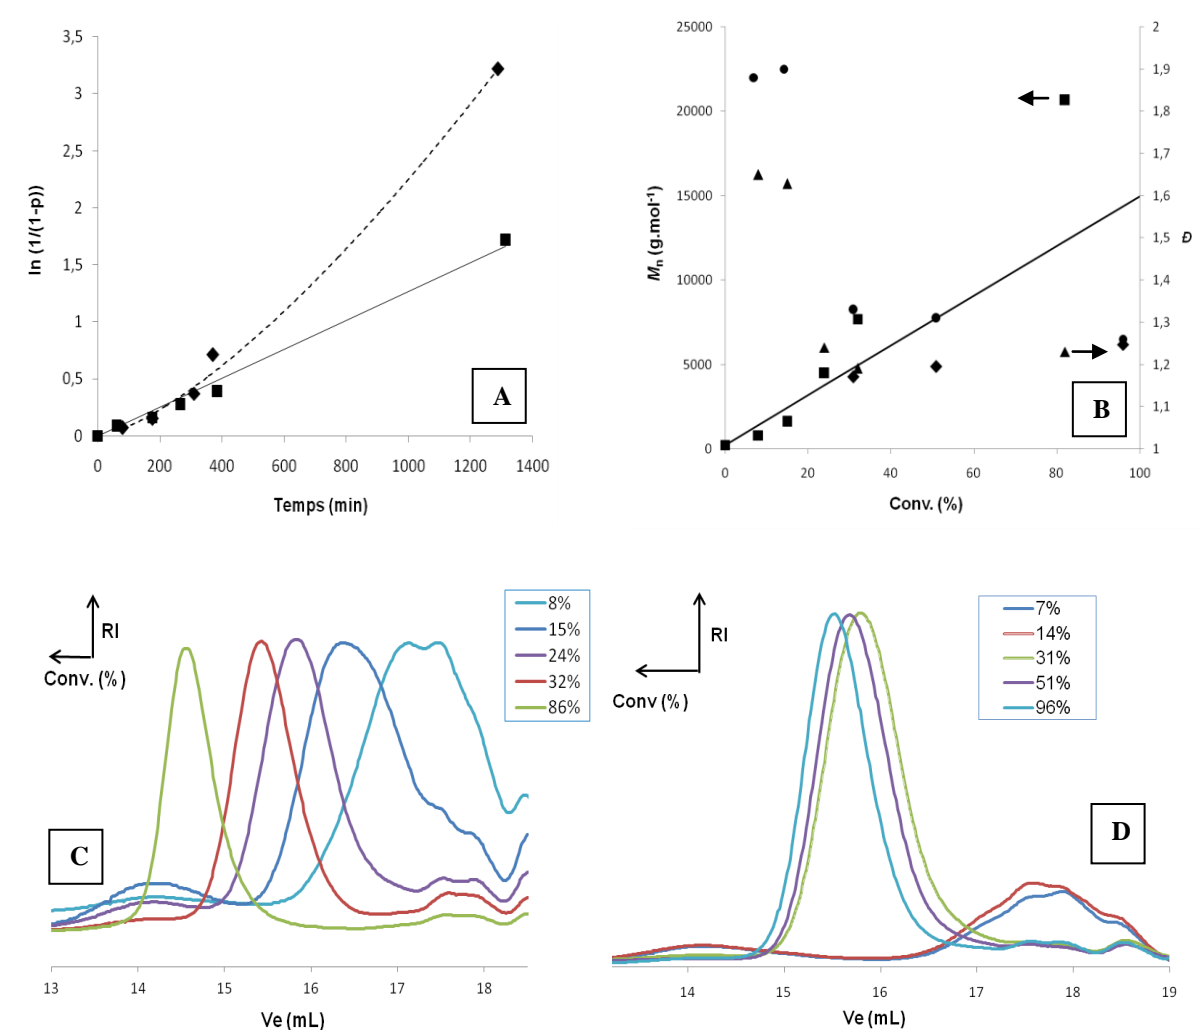 3,5
3
2,5
2
1,5
1
0,5
0
ln (1/(1-p))
0 200 400 600 800 1000 1200 1400
Temps (min)
A
25000
20000
15000
10000
5000
0
Mn (g.mol-1)
2
1,9
1,8
1,7
1,6
1,5
1,4
1,3
1,2
1,1
1
Đ
0 20 40 60 80 100
Conv. (%)
B
RI
Conv. (%)
8%
15%
24%
32%
86%
C
13 14 15 16 17 18
Ve (mL)
RI
Conv (%)
7%
14%
31%
51%
96%
D
14 15 16 17 18 19
Ve (mL)